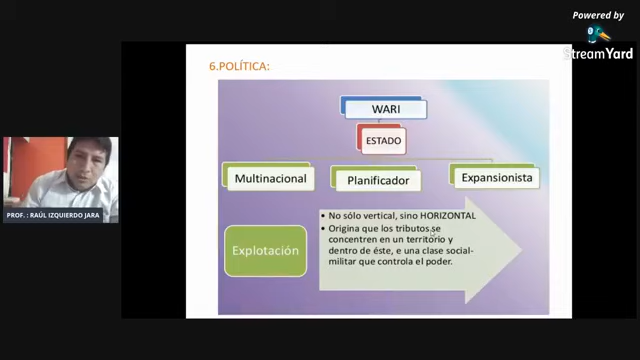 Powered by
StreamYard
6.POLÍTICA:
WARI
ESTADO
Multinacional
Planificador
Expansionista
Explotación
• No sólo vertical, sino HORIZONTAL
• Origina que los tributos se
concentren en un territorio y
dentro de éste, e una clase social-
militar que controla el poder.
PROF. : RAÚL IZQUIERDO JARA